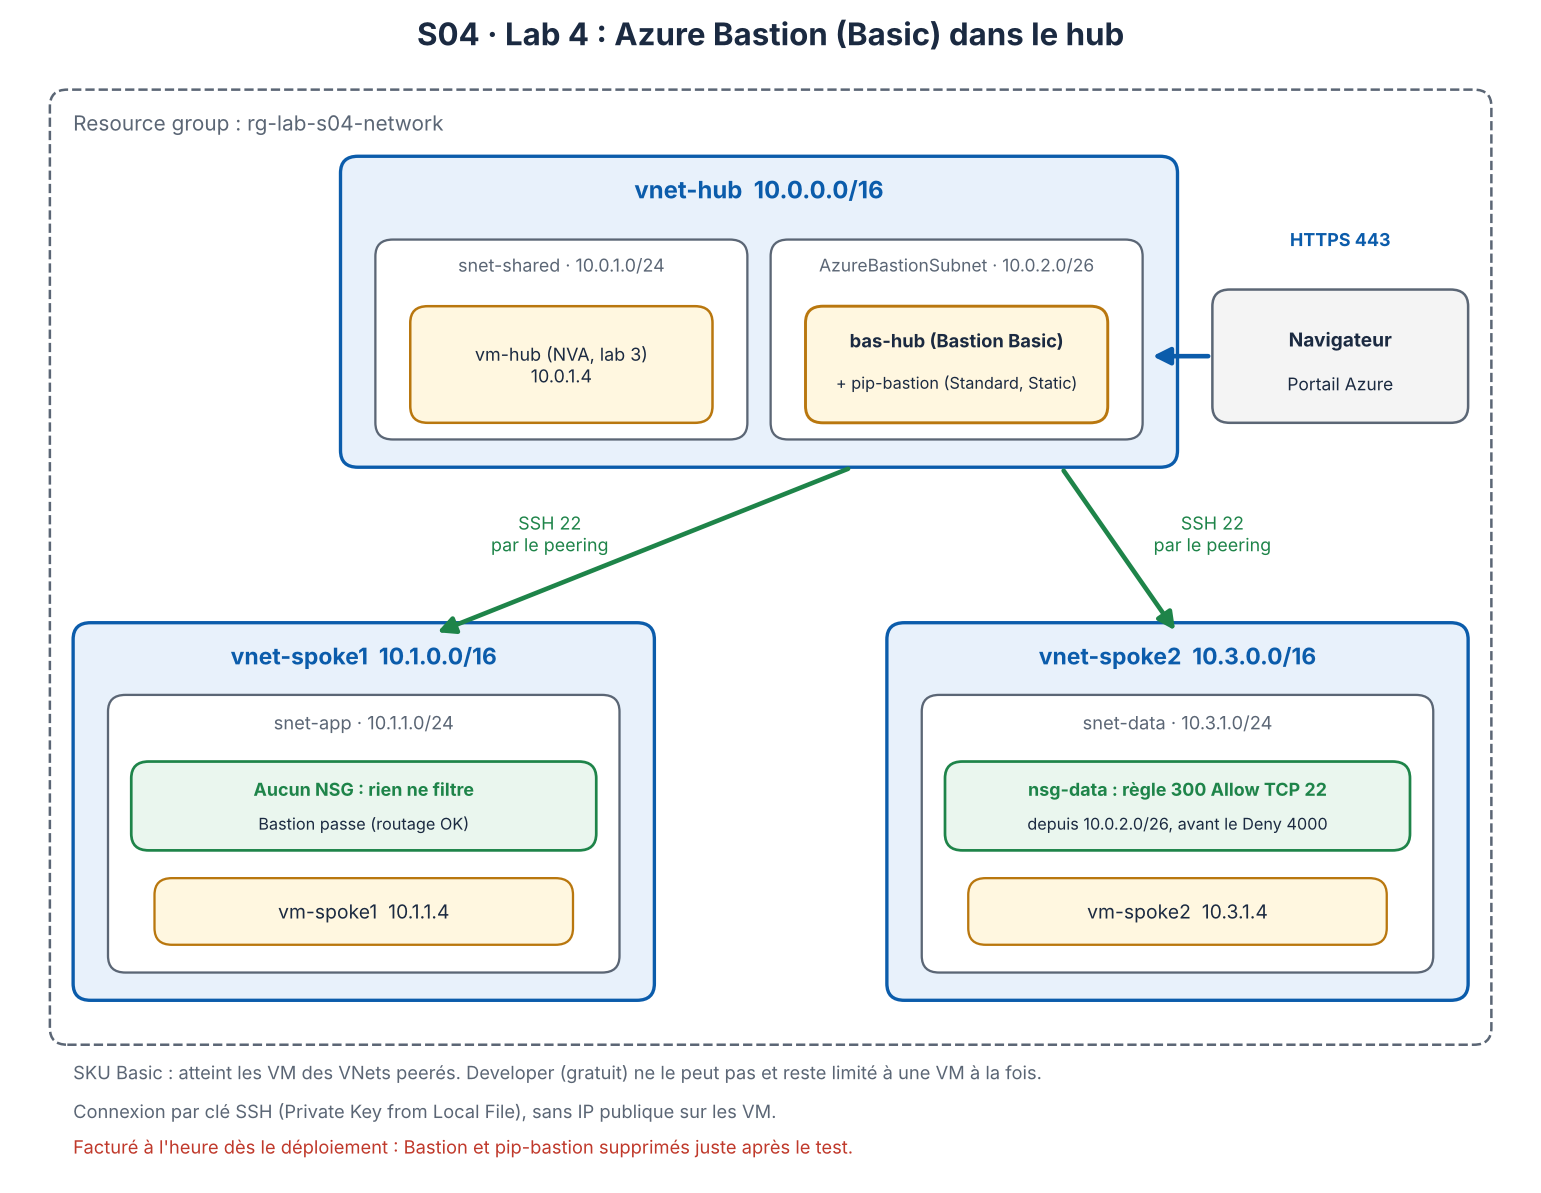 S04 · Lab 4 : Azure Bastion (Basic) dans le hub
Resource group : rg-lab-s04-network
vnet-hub 10.0.0.0/16
HTTPS 443
snet-shared · 10.0.1.0/24
AzureBastionSubnet · 10.0.2.0/26
vm-hub (NVA, lab 3)
10.0.1.4
bas-hub (Bastion Basic)
+ pip-bastion (Standard, Static)
Navigateur
Portail Azure
SSH 22
par le peering
SSH 22
par le peering
vnet-spoke1 10.1.0.0/16
snet-app · 10.1.1.0/24
Aucun NSG : rien ne filtre
Bastion passe (routage OK)
vm-spoke1 10.1.1.4
vnet-spoke2 10.3.0.0/16
snet-data · 10.3.1.0/24
nsg-data : règle 300 Allow TCP 22
depuis 10.0.2.0/26, avant le Deny 4000
vm-spoke2 10.3.1.4
SKU Basic : atteint les VM des VNets peerés. Developer (gratuit) ne le peut pas et reste limité à une VM à la fois.
Connexion par clé SSH (Private Key from Local File), sans IP publique sur les VM.
Facturé à l'heure dès le déploiement : Bastion et pip-bastion supprimés juste après le test.